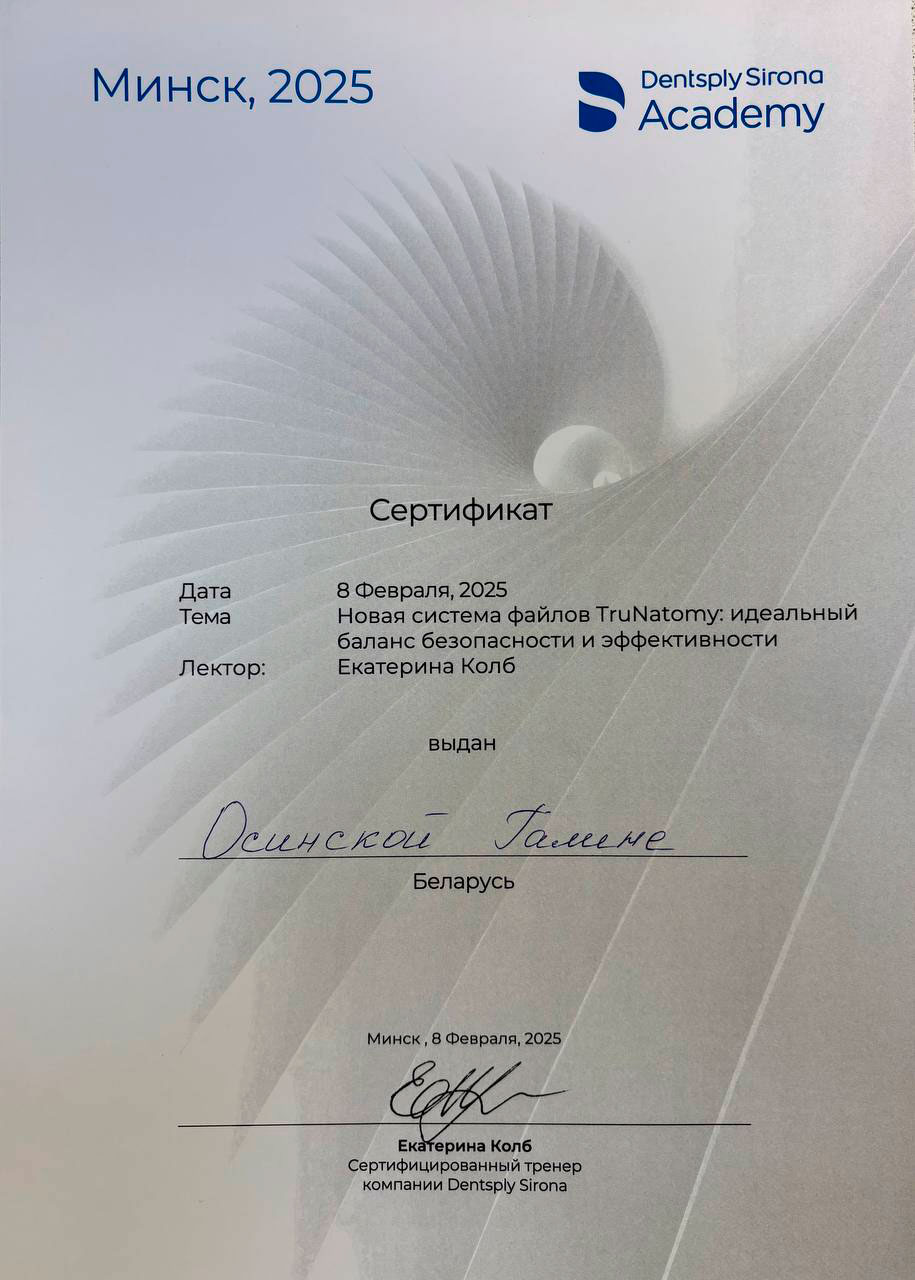 Минск, 2025
Dentsply Sirona
Academy
Сертификат
Дата 8 Февраля, 2025
Тема Новая система файлов TruNatomy: идеальный
баланс безопасности и эффективности
Лектор: Екатерина Колб
выдан
Осинской Галине
Беларусь
Минск , 8 Февраля, 2025
Екатерина Колб
Сертифицированный тренер
компании Dentsply Sirona